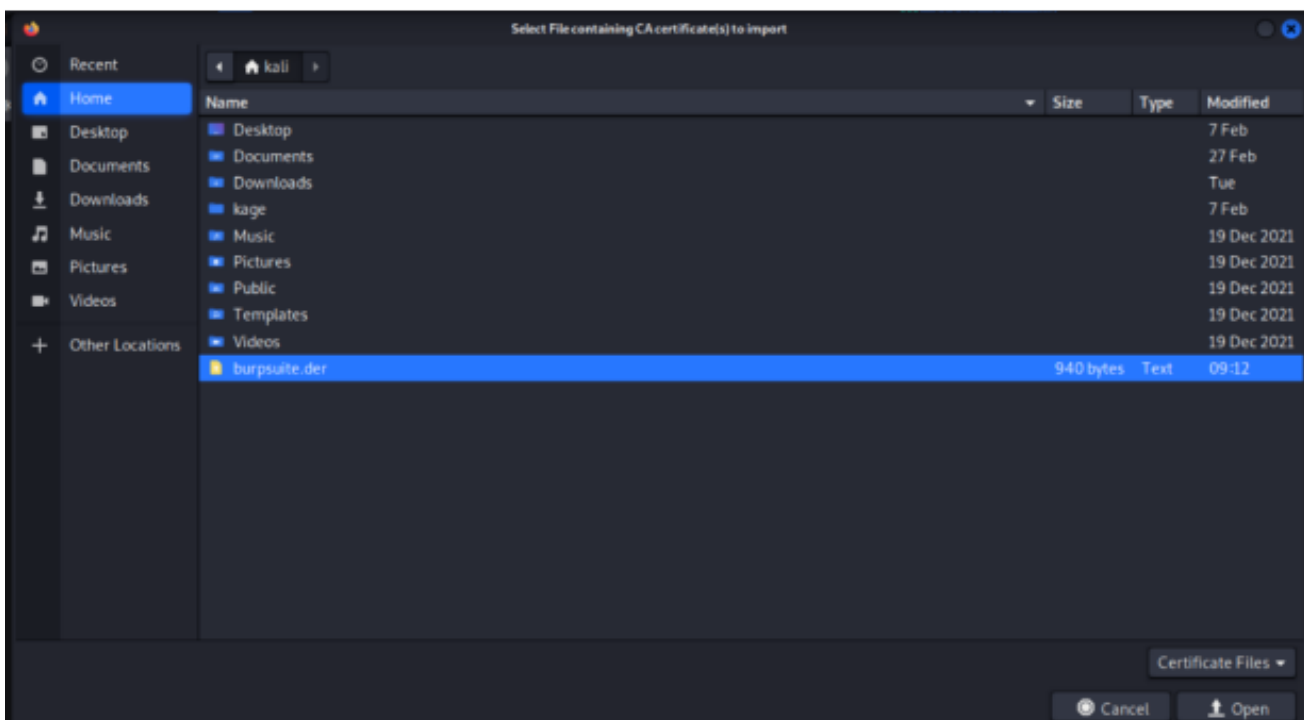 Select File containing CA certificate(s) to import
Recent
Home
Desktop
Documents
Downloads
Music
Pictures
Videos
Other Locations
kali
Name Size Type Modified
Desktop 7 Feb
Documents 27 Feb
Downloads Tue
kage 7 Feb
Music 19 Dec 2021
Pictures 19 Dec 2021
Public 19 Dec 2021
Templates 19 Dec 2021
Videos 19 Dec 2021
burpsuite.der 940 bytes Text 09:12
Certificate Files
Cancel Open